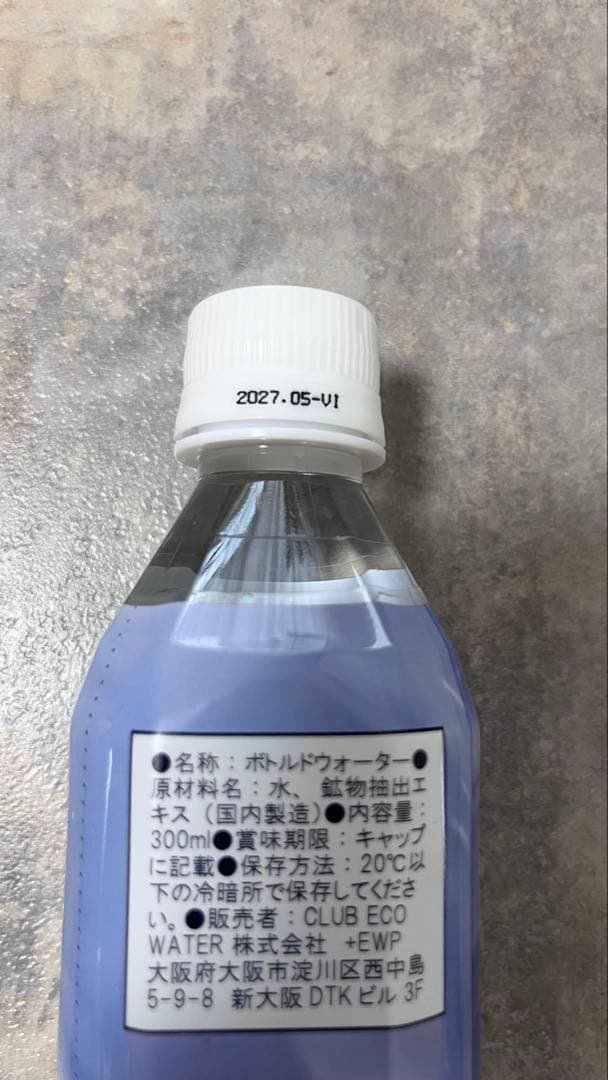 2027.05-VI
●名称：ボトルドウォーター●
原材料名：水、鉱物抽出エ
キス（国内製造）●内容量：
300ml●賞味期限：キャップ
に記載●保存方法：20℃以
下の冷暗所で保存してくださ
い。●販売者：CLUB ECO
WATER 株式会社 +EWP
大阪府大阪市淀川区西中島
5-9-8 新大阪DTKビル 3F